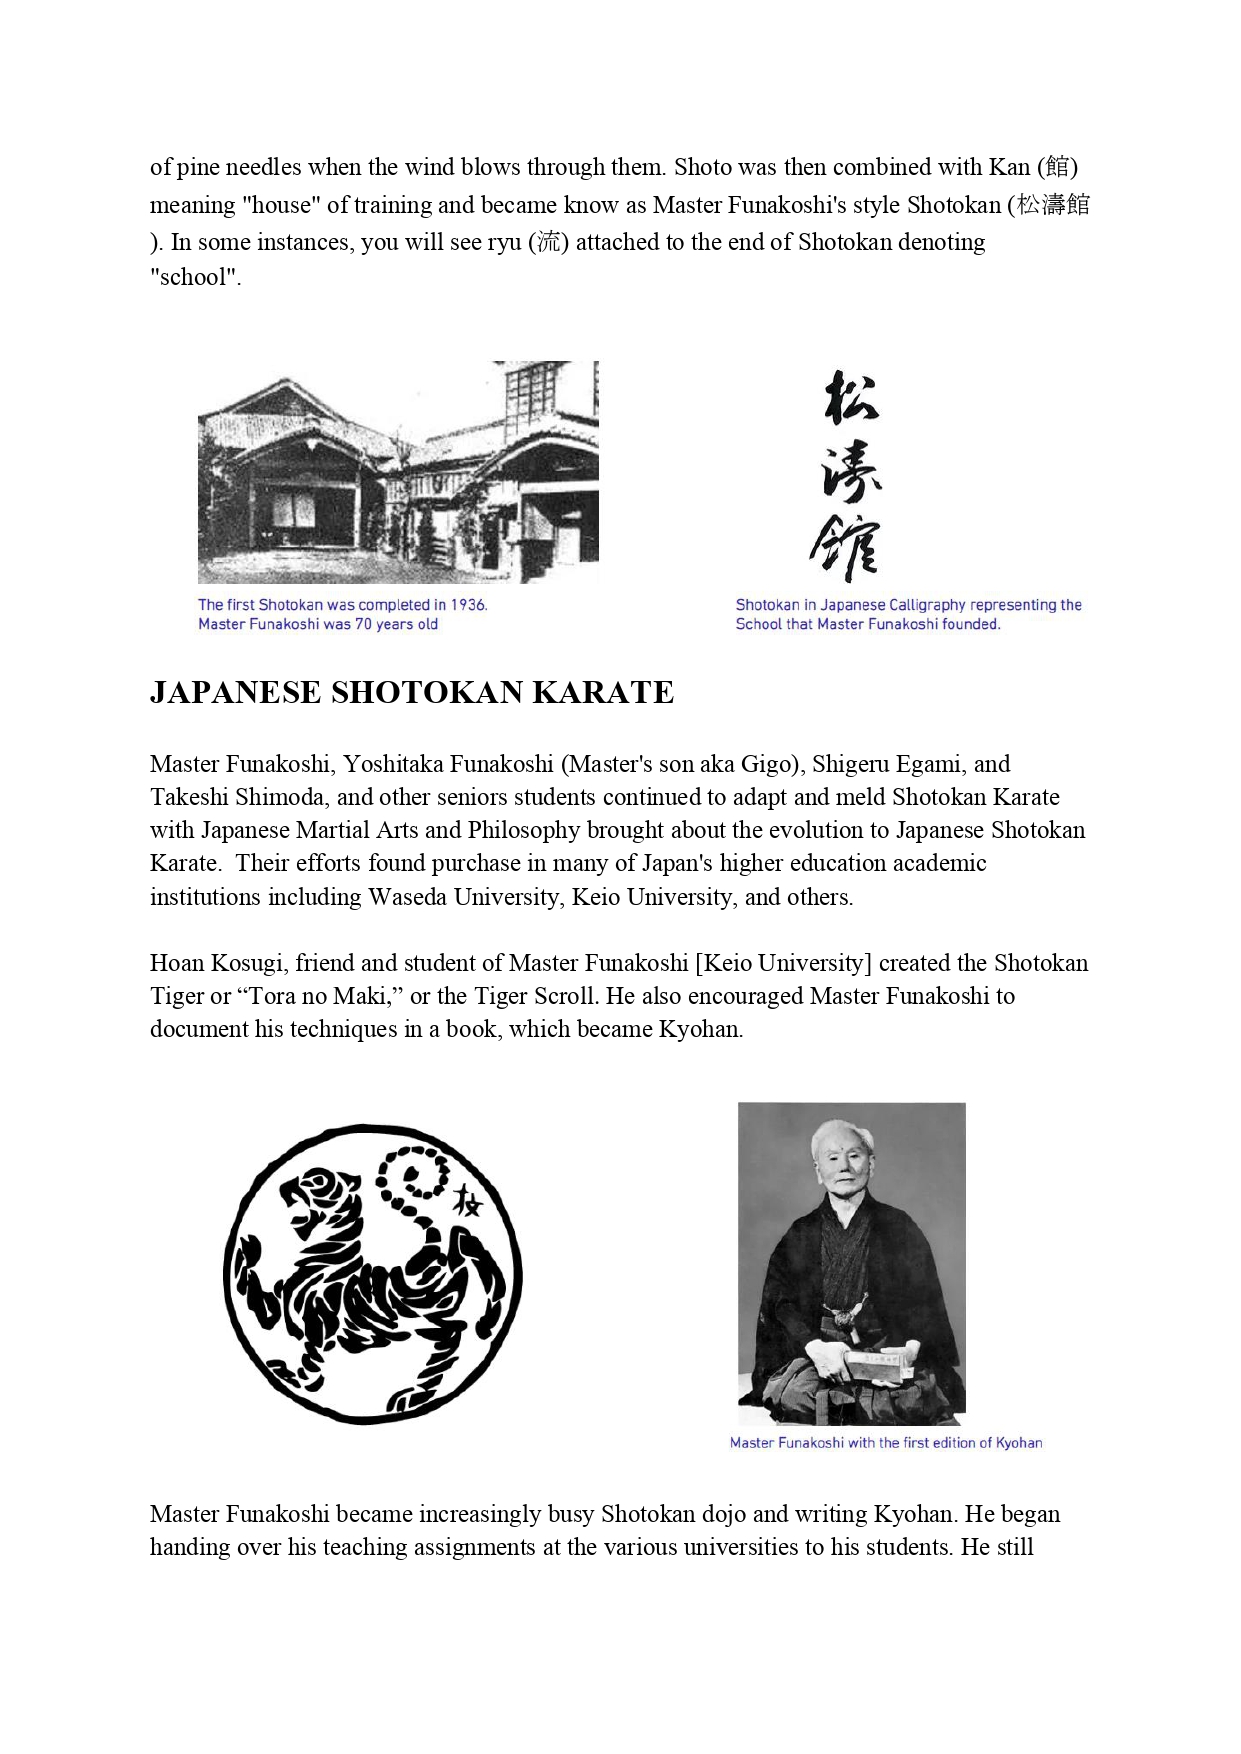 of pine needles when the wind blows through them. Shoto was then combined with Kan (館)
meaning "house" of training and became know as Master Funakoshi's style Shotokan (松濤館
). In some instances, you will see ryu (流) attached to the end of Shotokan denoting
"school".
松
濤
館
The first Shotokan was completed in 1936.
Master Funakoshi was 70 years old
Shotokan in Japanese Calligraphy representing the
School that Master Funakoshi founded.
JAPANESE SHOTOKAN KARATE
Master Funakoshi, Yoshitaka Funakoshi (Master's son aka Gigo), Shigeru Egami, and
Takeshi Shimoda, and other seniors students continued to adapt and meld Shotokan Karate
with Japanese Martial Arts and Philosophy brought about the evolution to Japanese Shotokan
Karate.  Their efforts found purchase in many of Japan's higher education academic
institutions including Waseda University, Keio University, and others.
Hoan Kosugi, friend and student of Master Funakoshi [Keio University] created the Shotokan
Tiger or “Tora no Maki,” or the Tiger Scroll. He also encouraged Master Funakoshi to
document his techniques in a book, which became Kyohan.
Master Funakoshi with the first edition of Kyohan
Master Funakoshi became increasingly busy Shotokan dojo and writing Kyohan. He began
handing over his teaching assignments at the various universities to his students. He still